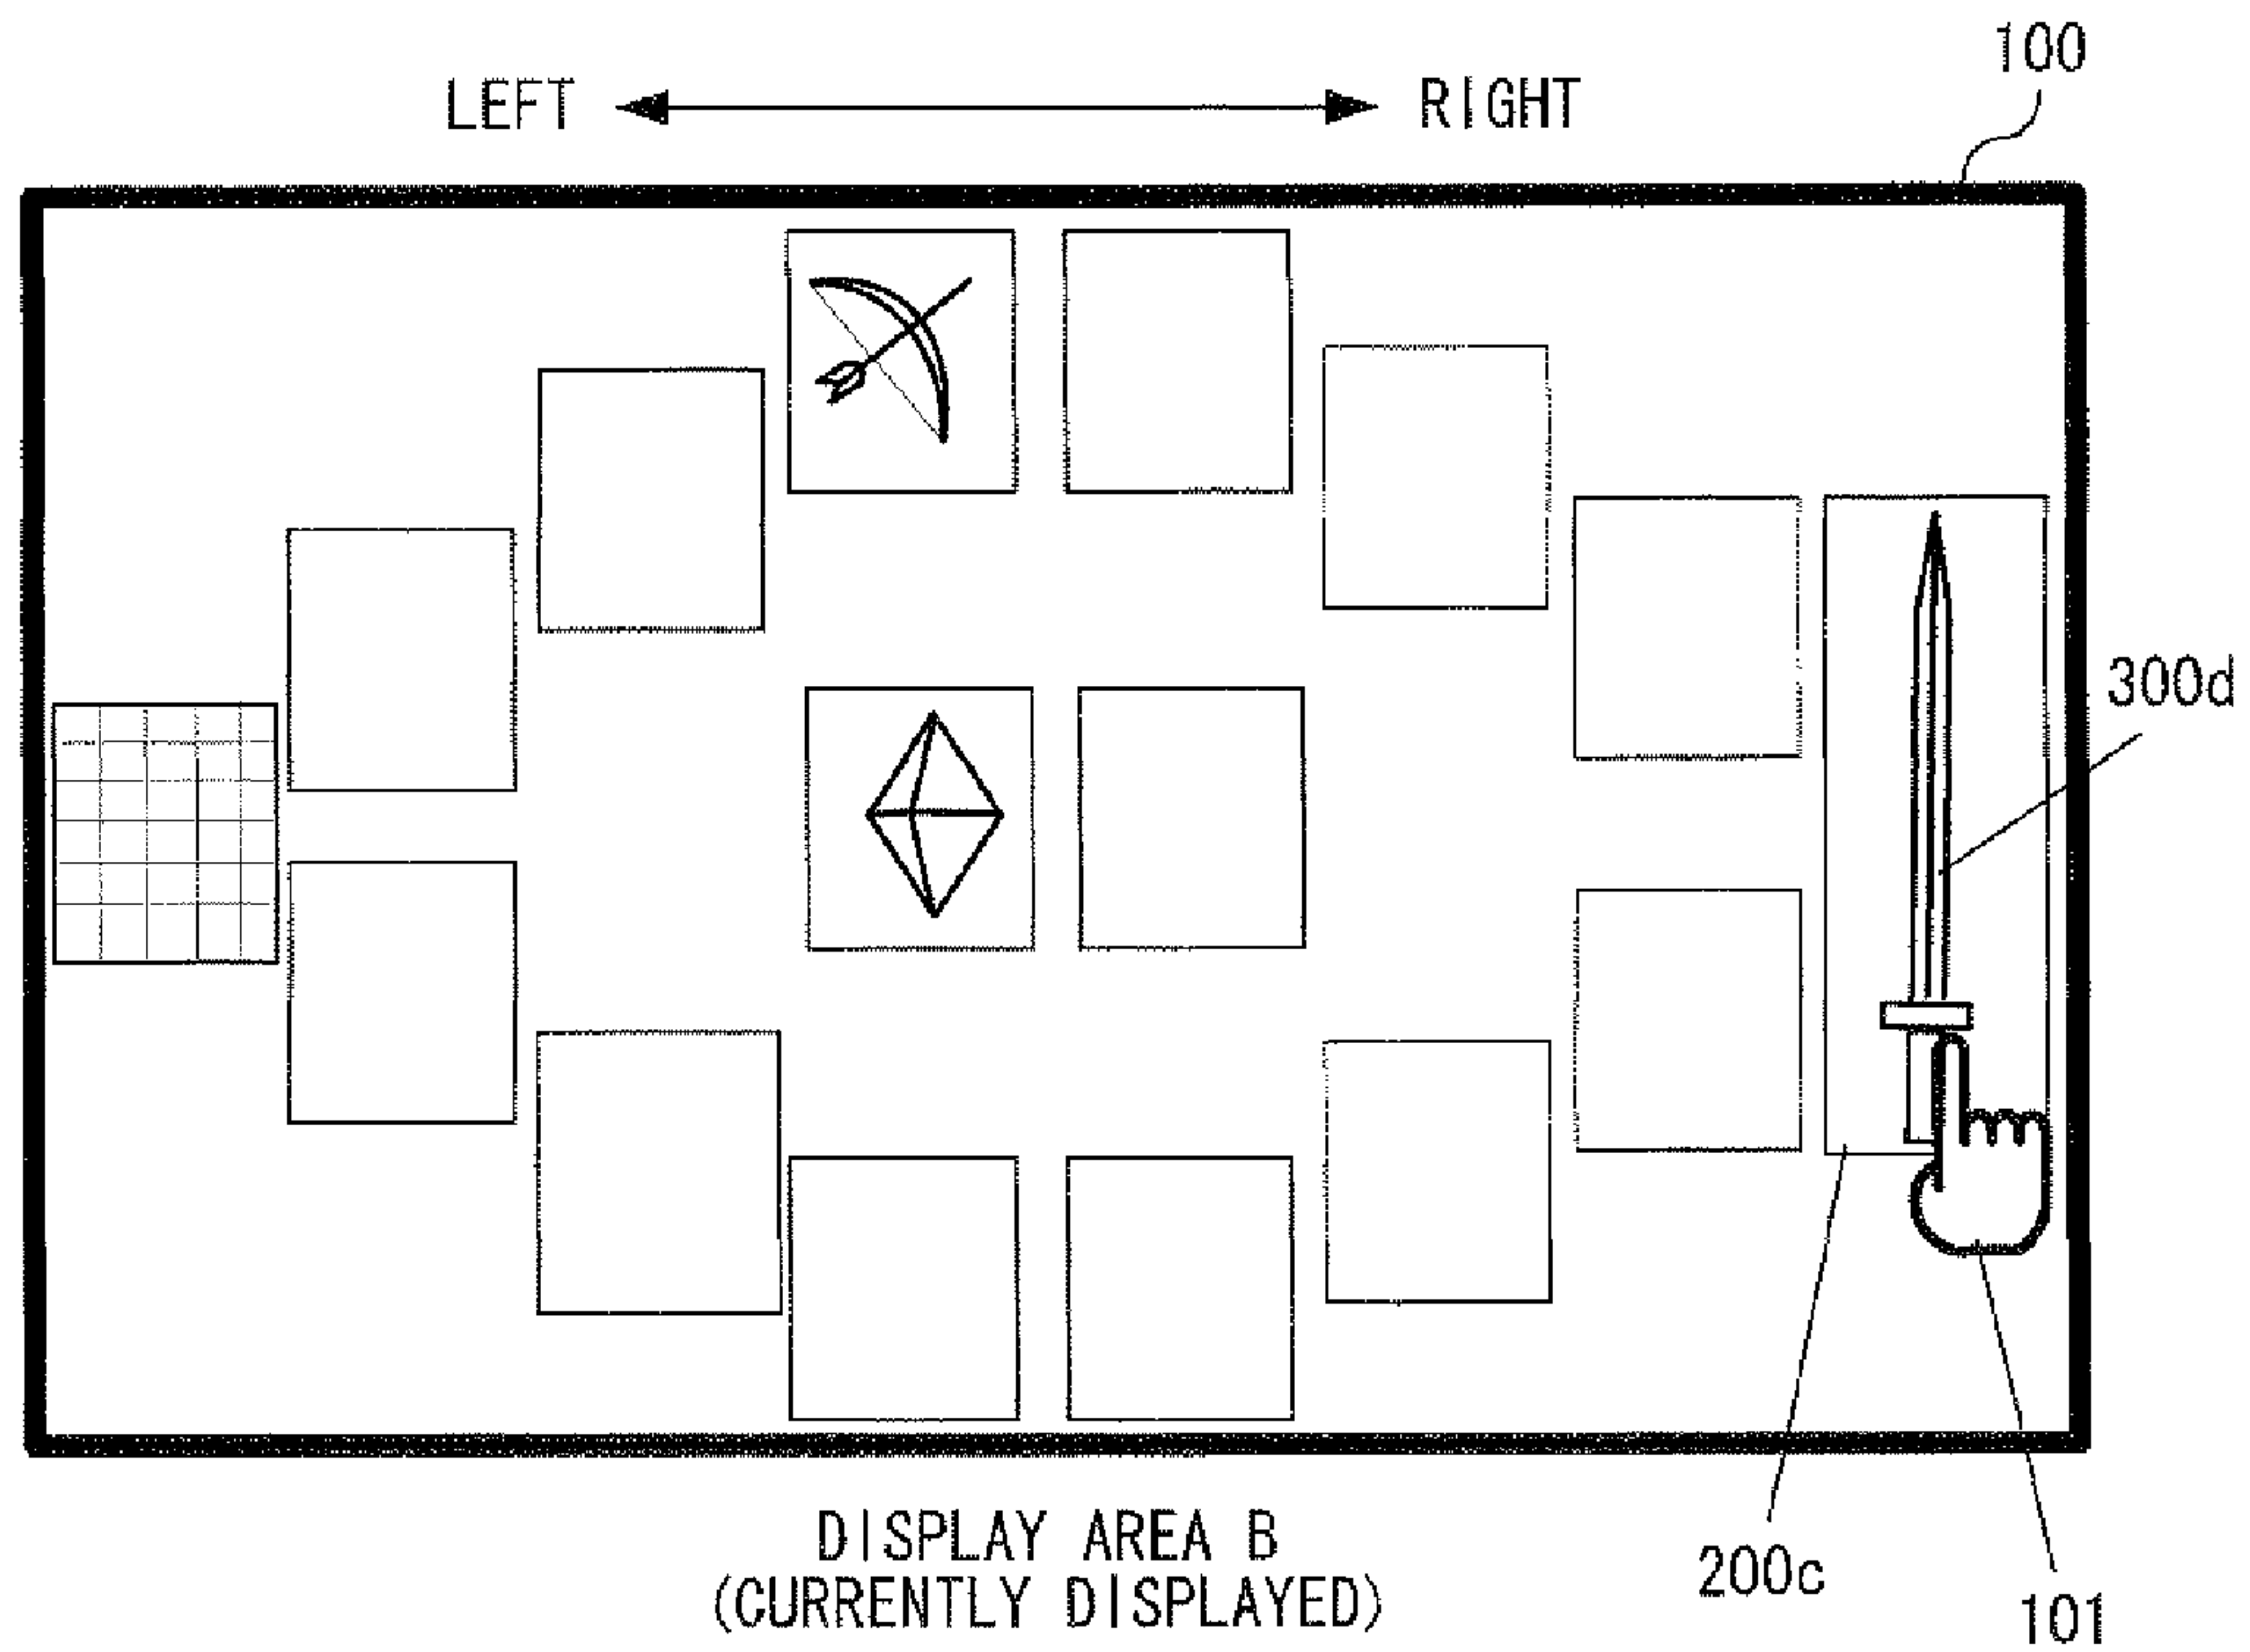 100
LEFT RIGHT
300d
DISPLAY AREA B
(CURRENTLY DISPLAYED)
200c
101